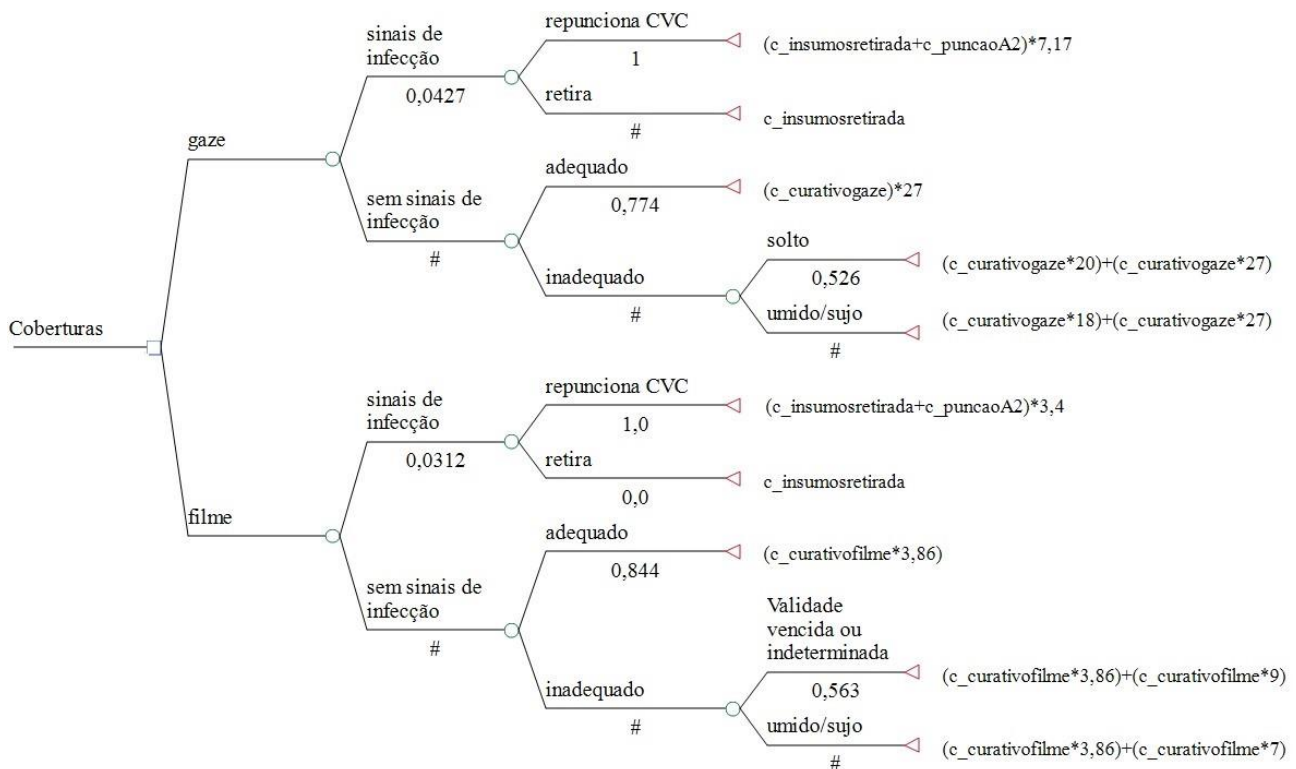 repunciona CVC
sinais de
infecção
(c_insumosretirada+c_puncaoA2)*7,17
1
retira
0,0427
c_insumosretirada
#
gaze
adequado
(c_curativogaze)*27
sem sinais de
infecção
0,774
solto
#
(c_curativogaze*20)+(c_curativogaze*27)
inadequado
0,526
umido/sujo
#
(c_curativogaze*18)+(c_curativogaze*27)
Coberturas
#
repunciona CVC
sinais de
infecção
(c_insumosretirada+c_puncaoA2)*3,4
1,0
0,0312
retira
c_insumosretirada
0,0
filme
adequado
(c_curativofilme*3,86)
0,844
sem sinais de
infecção
Validade
vencida ou
indeterminada
#
(c_curativofilme*3,86)+(c_curativofilme*9)
inadequado
0,563
#
umido/sujo
(c_curativofilme*3,86)+(c_curativofilme*7)
#